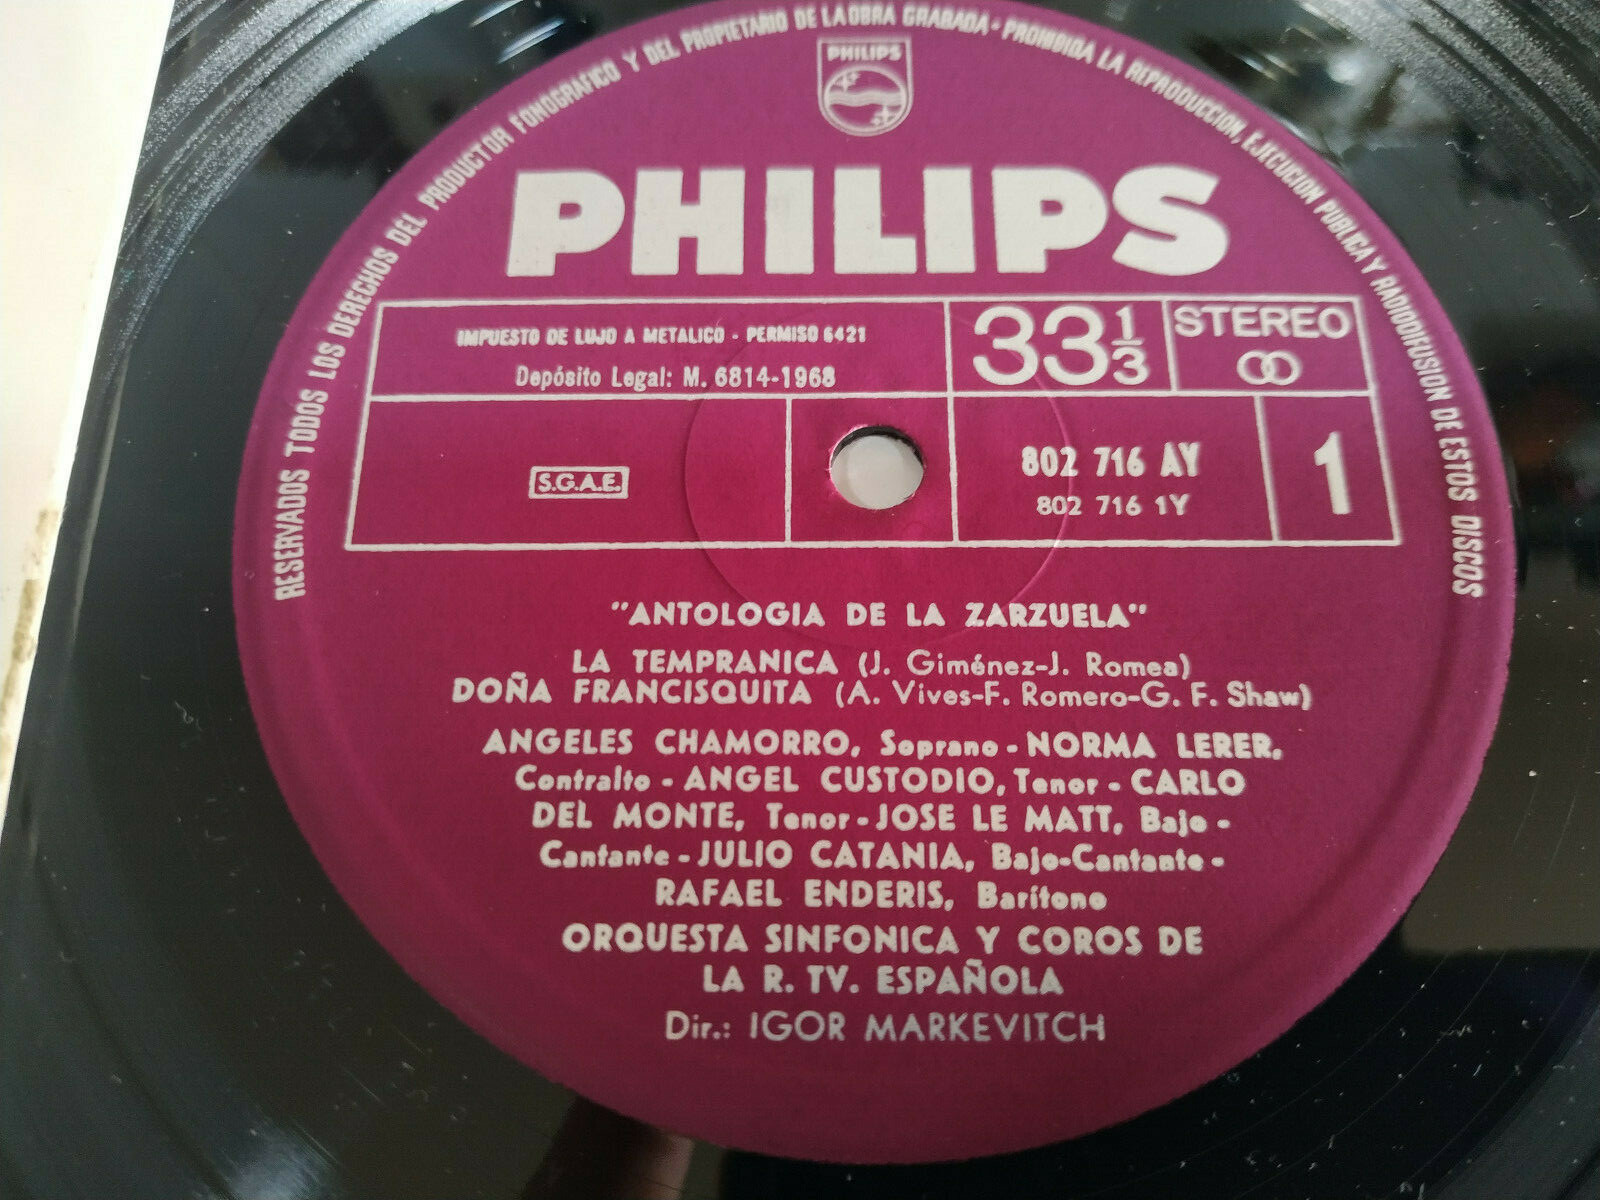 RESERVADOS TODOS LOS DERECHOS DEL PRODUCTOR FONOGRAFICO Y DEL PROPIETARIO DE LA OBRA GRABADA - PROHIBIDA LA REPRODUCCION, EJECUCION PUBLICA Y RADIODIFUSION DE ESTOS DISCOS
PHILIPS
PHILIPS
IMPUESTO DE LUJO A METALICO - PERMISO 6421
Depósito Legal: M. 6814-1968
33 1/3
STEREO
S.G.A.E.
802 716 AY
802 716 1Y
1
"ANTOLOGIA DE LA ZARZUELA"
LA TEMPRANICA (J. Giménez-J. Romea)
DOÑA FRANCISQUITA (A. Vives-F. Romero-G. F. Shaw)
ANGELES CHAMORRO, Soprano - NORMA LERER,
Contralto - ANGEL CUSTODIO, Tenor - CARLO
DEL MONTE, Tenor - JOSE LE MATT, Bajo -
Cantante - JULIO CATANIA, Bajo-Cantante -
RAFAEL ENDERIS, Barítono
ORQUESTA SINFONICA Y COROS DE
LA R. TV. ESPAÑOLA
Dir.: IGOR MARKEVITCH